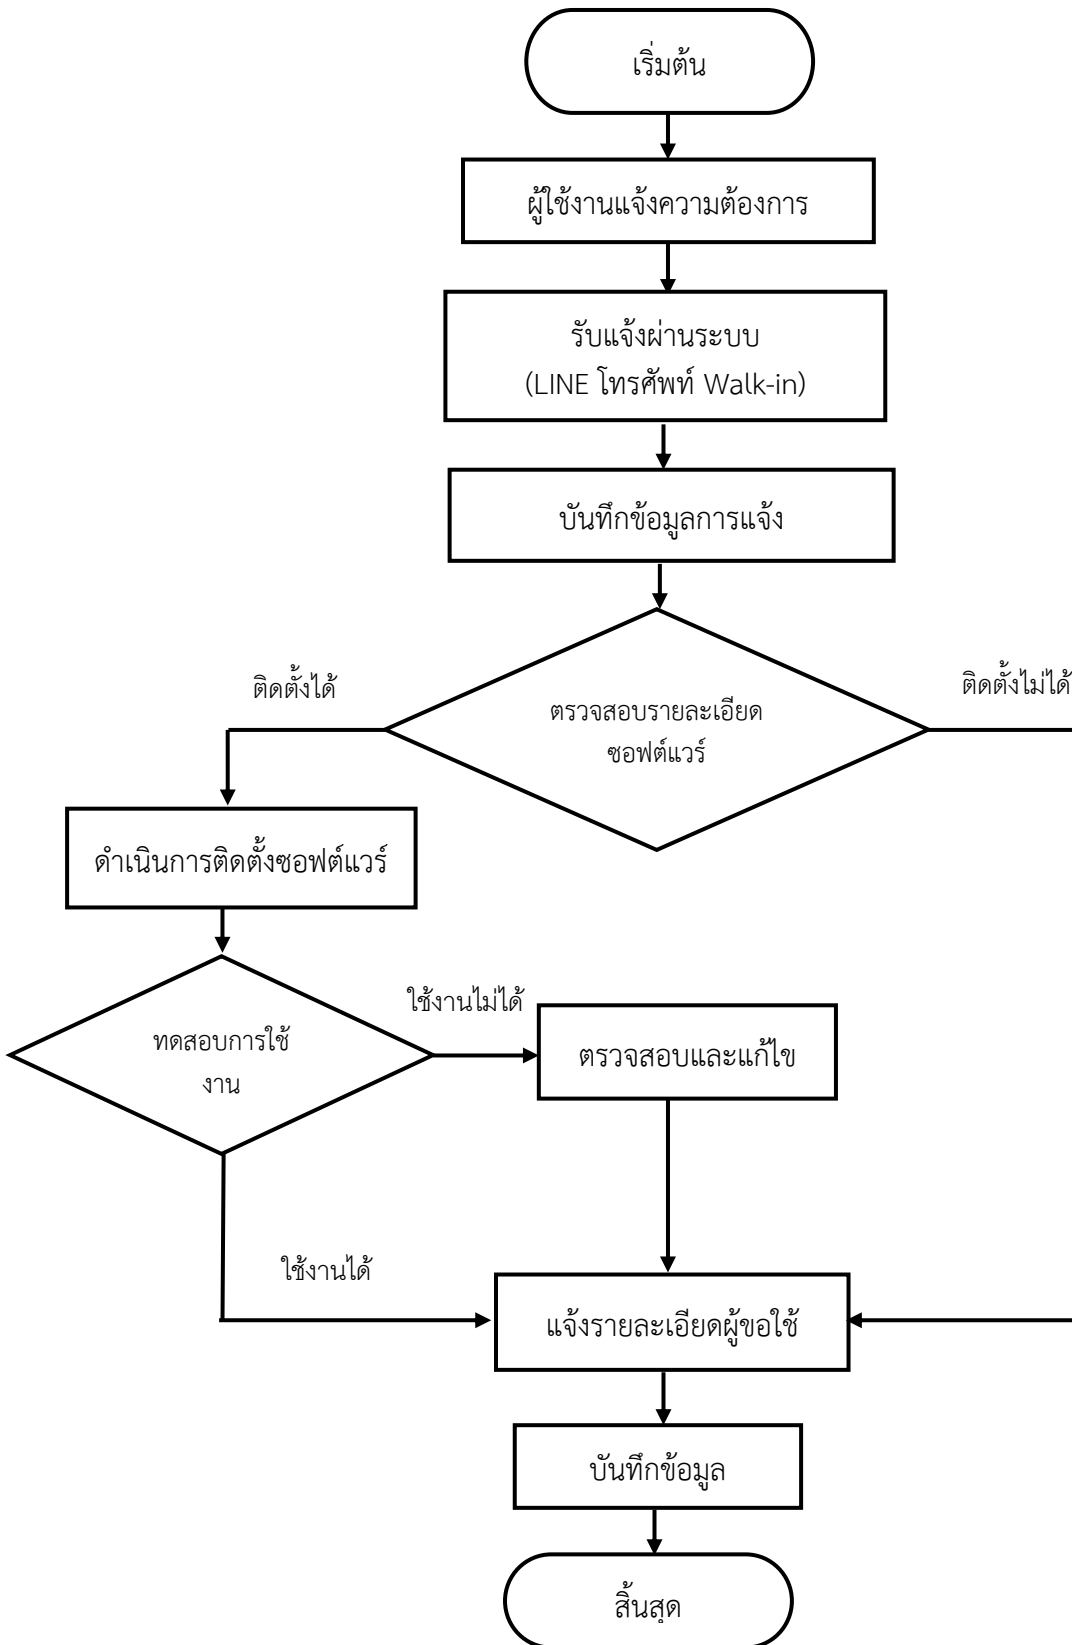 เริ่มต้น
ผู้ใช้งานแจ้งความต้องการ
รับแจ้งผ่านระบบ
(LINE โทรศัพท์ Walk-in)
บันทึกข้อมูลการแจ้ง
ติดตั้งได้
ติดตั้งไม่ได้
ตรวจสอบรายละเอียด
ซอฟต์แวร์
ดำเนินการติดตั้งซอฟต์แวร์
ใช้งานไม่ได้
ทดสอบการใช้
งาน
ตรวจสอบและแก้ไข
ใช้งานได้
แจ้งรายละเอียดผู้ขอใช้
บันทึกข้อมูล
สิ้นสุด